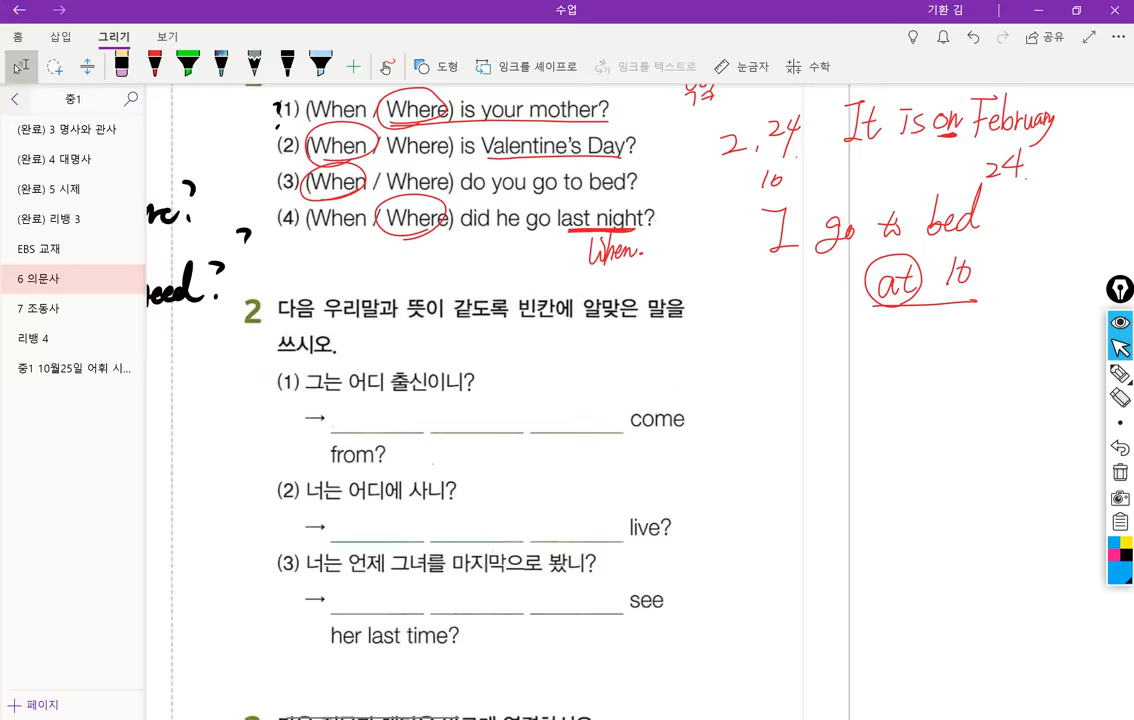 수업
기환 김
홈 삽입 그리기 보기
도형 잉크를 셰이프로 잉크를 텍스트로 눈금자 수학 공유
중1
(완료) 3 명사와 관사
(완료) 4 대명사
(완료) 5 시제
(완료) 리뱅 3
EBS 교재
6 의문사
7 조동사
리뱅 4
중1 10월25일 어휘 시...
페이지
(1) (When / Where) is your mother?
(2) (When / Where) is Valentine's Day?
(3) (When / Where) do you go to bed?
(4) (When / Where) did he go last night?
When.
2 다음 우리말과 뜻이 같도록 빈칸에 알맞은 말을
쓰시오.
(1) 그는 어디 출신이니?
→ ________ ________ ________ come
from?
(2) 너는 어디에 사니?
→ ________ ________ ________ live?
(3) 너는 언제 그녀를 마지막으로 봤니?
→ ________ ________ ________ see
her last time?
2. 24.
10
It is on February
24.
I go to bed
at 10
?
need?